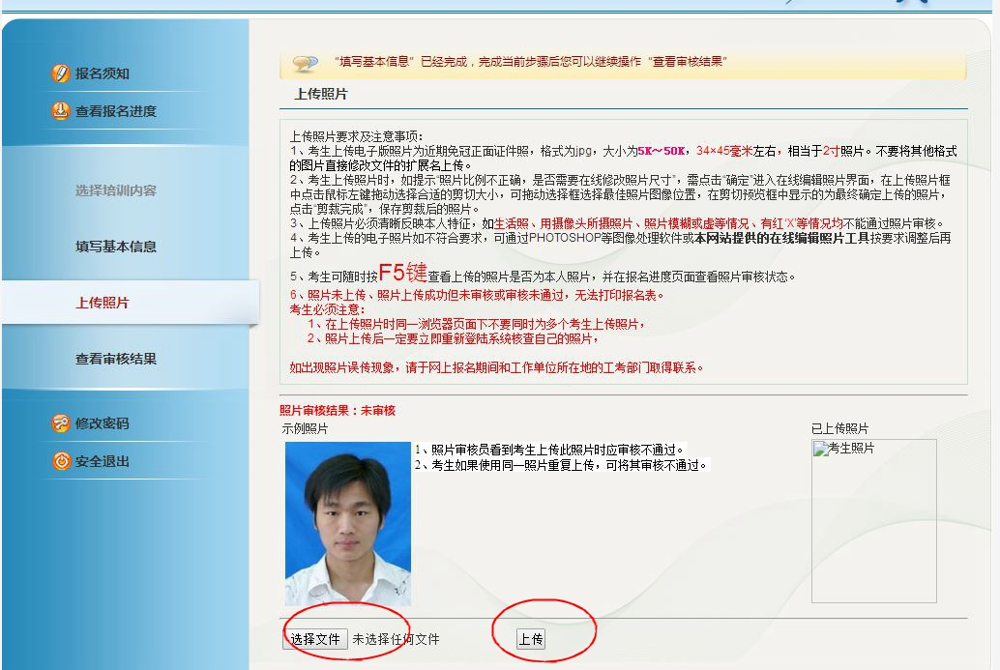 “填写基本信息”已经完成，完成当前步骤后您可以继续操作“查看审核结果”
报名须知
查看报名进度
选择培训内容
填写基本信息
上传照片
查看审核结果
修改密码
安全退出
上传照片
上传照片要求及注意事项：
1、考生上传电子版照片为近期免冠正面证件照，格式为jpg，大小为5K～50K，34×45毫米左右，相当于2寸照片。不要将其他格式
的图片直接修改文件的扩展名上传。
2、考生上传照片时，如提示“照片比例不正确，是否需要在线修改照片尺寸”，需点击“确定”进入在线编辑照片界面，在上传照片框
中点击鼠标左键拖动选择合适的剪切大小，可拖动选择框选择最佳照片图像位置，在剪切预览框中显示的为最终确定上传的照片，
点击“剪裁完成”，保存剪裁后的照片。
3、上传照片必须清晰反映本人特征，如生活照、用摄像头所摄照片、照片模糊或虚等情况、有红‘X’等情况均不能通过照片审核。
4、考生上传的电子照片如不符合要求，可通过PHOTOSHOP等图像处理软件或本网站提供的在线编辑照片工具按要求调整后再
上传。
5、考生可随时按F5键查看上传的照片是否为本人照片，并在报名进度页面查看照片审核状态。
6、照片未上传、照片上传成功但未审核或审核未通过，无法打印报名表。
考生必须注意：
1、在上传照片时同一浏览器页面下不要同时为多个考生上传照片，
2、照片上传后一定要立即重新登陆系统核查自己的照片，
如出现照片误传现象，请于网上报名期间和工作单位所在地的工考部门取得联系。
照片审核结果：未审核
示例照片
已上传照片
1、照片审核员看到考生上传此照片时应审核不通过。
2、考生如果使用同一照片重复上传，可将其审核不通过。
考生照片
选择文件 未选择任何文件
上传